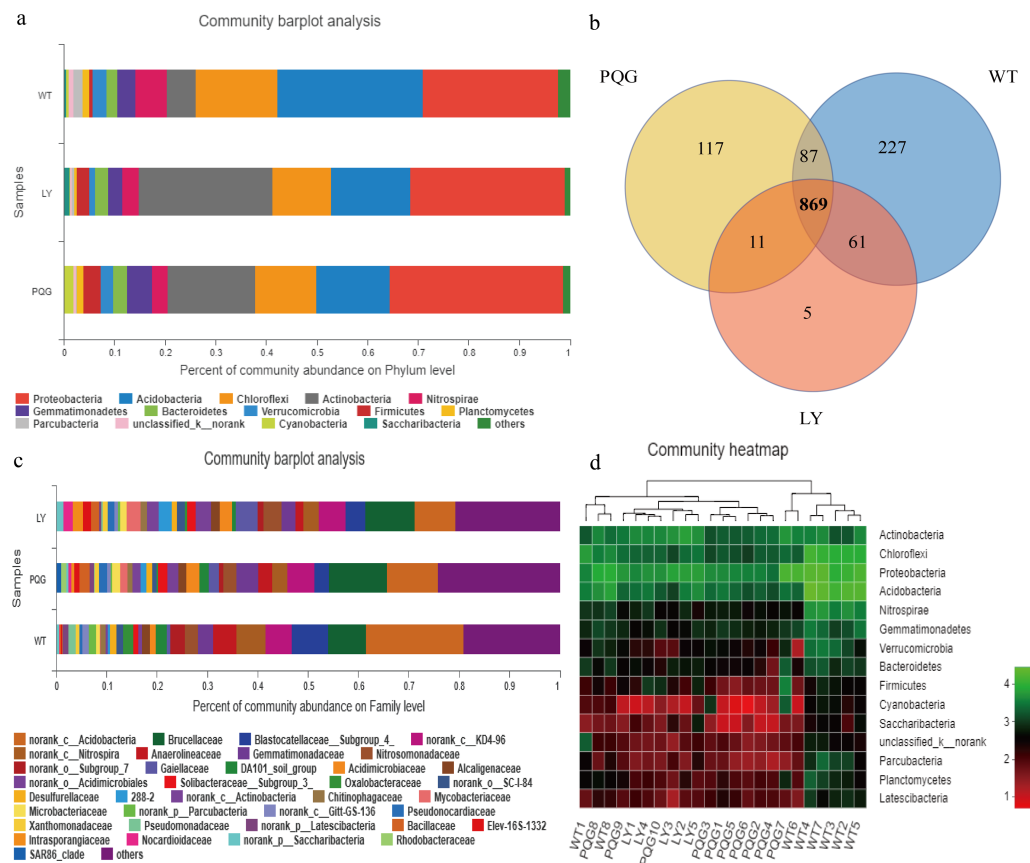 a
Community barplot analysis
WT
LY
PQG
Samples
0 0.1 0.2 0.3 0.4 0.5 0.6 0.7 0.8 0.9 1
Percent of community abundance on Phylum level
Proteobacteria Acidobacteria Chloroflexi Actinobacteria Nitrospirae
Gemmatimonadetes Bacteroidetes Verrucomicrobia Firmicutes Planctomycetes
Parcubacteria unclassified_k__norank Cyanobacteria Saccharibacteria others
b
PQG
WT
117
87
227
869
11
61
5
LY
c
Community barplot analysis
LY
PQG
WT
Samples
0 0.1 0.2 0.3 0.4 0.5 0.6 0.7 0.8 0.9 1
Percent of community abundance on Family level
norank_c__Acidobacteria Brucellaceae Blastocatellaceae_Subgroup_4_ norank_c__KD4-96
norank_c__Nitrospira Anaerolineaceae Gemmatimonadaceae Nitrosomonadaceae
norank_o__Subgroup_7 Gaiellaceae DA101_soil_group Acidimicrobiaceae Alcaligenaceae
norank_o__Acidimicrobiales Solibacteraceae__Subgroup_3_ Oxalobacteraceae norank_o__SC-I-84
Desulfurellaceae 288-2 norank_c__Actinobacteria Chitinophagaceae Mycobacteriaceae
Microbacteriaceae norank_p__Parcubacteria norank_c__Gitt-GS-136 Pseudonocardiaceae
Xanthomonadaceae Pseudomonadaceae norank_p__Latescibacteria Bacillaceae Elev-16S-1332
Intrasporangiaceae Nocardioidaceae norank_p__Saccharibacteria Rhodobacteraceae
SAR86_clade others
d
Community heatmap
Actinobacteria
Chloroflexi
Proteobacteria
Acidobacteria
Nitrospirae
Gemmatimonadetes
Verrucomicrobia
Bacteroidetes
Firmicutes
Cyanobacteria
Saccharibacteria
unclassified_k__norank
Parcubacteria
Planctomycetes
Latescibacteria
WT1 PQG8 WT8 PQG9 LY1 LY4 PQG10 LY3 LY2 LY5 PQG3 PQG1 PQG5 PQG6 PQG2 PQG4 PQG7 WT6 WT4 WT7 WT3 WT2 WT5
4
3
2
1